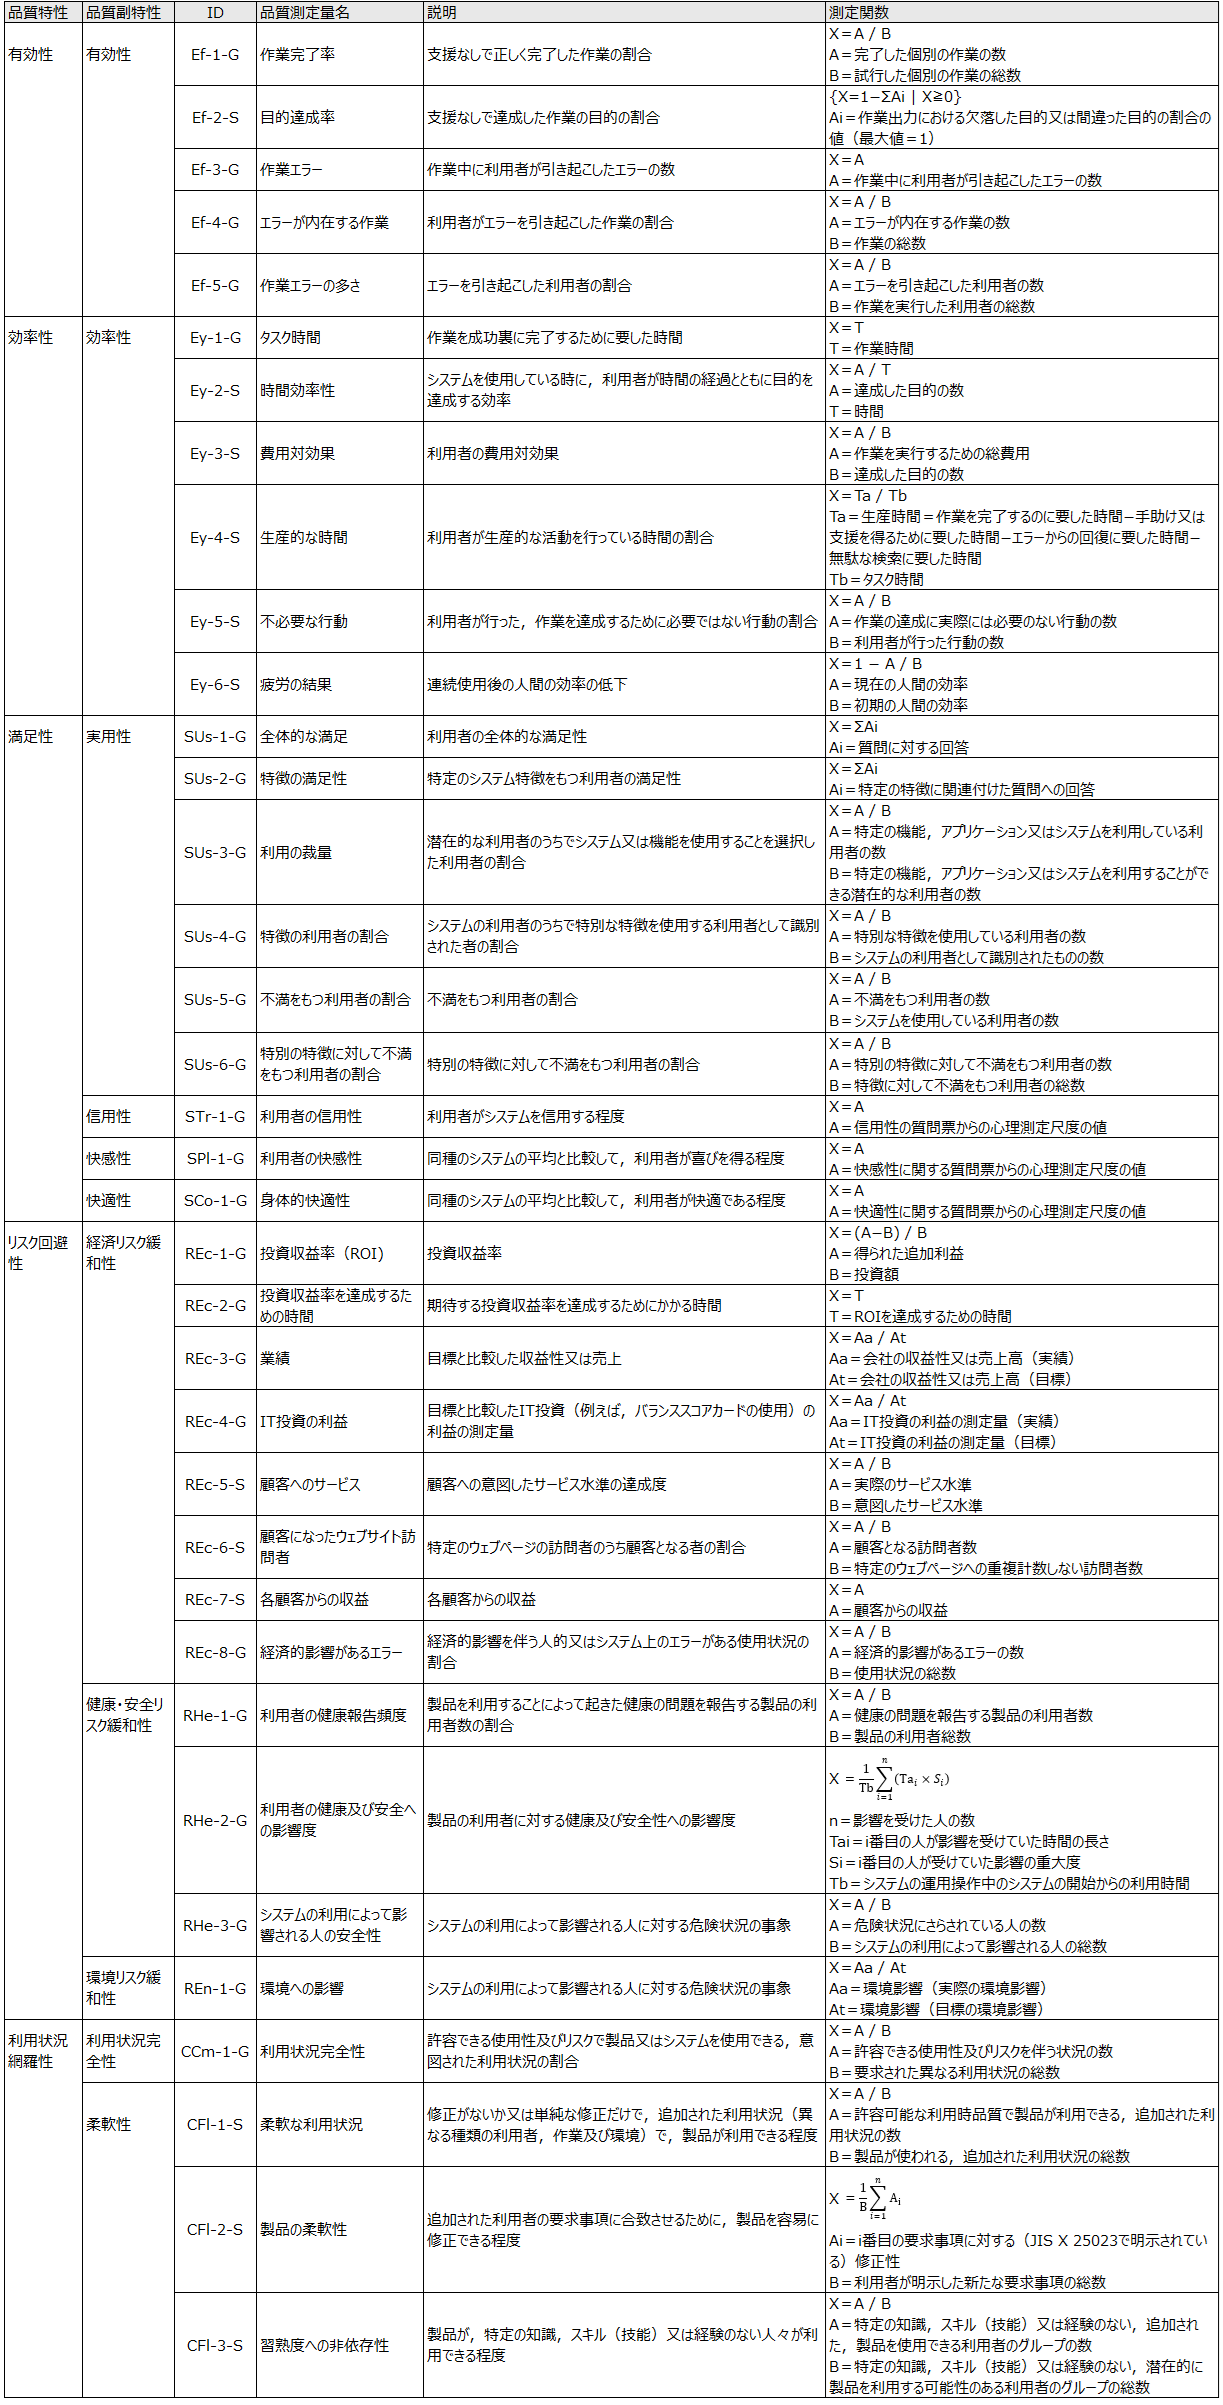 品質特性 品質副特性 ID 品質測定量名 説明 測定関数
有効性 有効性 Ef-1-G 作業完了率 支援なしで正しく完了した作業の割合 X＝A / B
A＝完了した個別の作業の数
B＝試行した個別の作業の総数
Ef-2-S 目的達成率 支援なしで達成した作業の目的の割合 {X=1−ΣAi | X≧0}
Ai＝作業出力における欠落した目的又は間違った目的の割合の
値（最大値＝1）
Ef-3-G 作業エラー 作業中に利用者が引き起こしたエラーの数 X＝A
A＝作業中に利用者が引き起こしたエラーの数
Ef-4-G エラーが内在する作業 利用者がエラーを引き起こした作業の割合 X＝A / B
A＝エラーが内在する作業の数
B＝作業の総数
Ef-5-G 作業エラーの多さ エラーを引き起こした利用者の割合 X＝A / B
A＝エラーを引き起こした利用者の数
B＝作業を実行した利用者の総数
効率性 効率性 Ey-1-G タスク時間 作業を成功裏に完了するために要した時間 X＝T
T＝作業時間
Ey-2-S 時間効率性 システムを使用している時に，利用者が時間の経過とともに目的を
達成する効率 X＝A / T
A＝達成した目的の数
T＝時間
Ey-3-S 費用対効果 利用者の費用対効果 X＝A / B
A＝作業を実行するための総費用
B＝達成した目的の数
Ey-4-S 生産的な時間 利用者が生産的な活動を行っている時間の割合 X＝Ta / Tb
Ta＝生産時間＝作業を完了するのに要した時間−手助け又は
支援を得るために要した時間−エラーからの回復に要した時間−
無駄な検索に要した時間
Tb＝タスク時間
Ey-5-S 不必要な行動 利用者が行った，作業を達成するために必要ではない行動の割合 X＝A / B
A＝作業の達成に実際には必要のない行動の数
B＝利用者が行った行動の数
Ey-6-S 疲労の結果 連続使用後の人間の効率の低下 X＝1 − A / B
A＝現在の人間の効率
B＝初期の人間の効率
満足性 実用性 SUs-1-G 全体的な満足 利用者の全体的な満足性 X＝ΣAi
Ai＝質問に対する回答
SUs-2-G 特徴の満足性 特定のシステム特徴をもつ利用者の満足性 X＝ΣAi
Ai＝特定の特徴に関連付けた質問への回答
SUs-3-G 利用の裁量 潜在的な利用者のうちでシステム又は機能を使用することを選択し
た利用者の割合 X＝A / B
A＝特定の機能，アプリケーション又はシステムを利用している利
用者の数
B＝特定の機能，アプリケーション又はシステムを利用することがで
きる潜在的な利用者の数
SUs-4-G 特徴の利用者の割合 システムの利用者のうちで特別な特徴を使用する利用者として識別
された者の割合 X＝A / B
A＝特別な特徴を使用している利用者の数
B＝システムの利用者として識別されたものの数
SUs-5-G 不満をもつ利用者の割合 不満をもつ利用者の割合 X＝A / B
A＝不満をもつ利用者の数
B＝システムを使用している利用者の数
SUs-6-G 特別の特徴に対して不満
をもつ利用者の割合 特別の特徴に対して不満をもつ利用者の割合 X＝A / B
A＝特別の特徴に対して不満をもつ利用者の数
B＝特徴に対して不満をもつ利用者の総数
信用性 STr-1-G 利用者の信用性 利用者がシステムを信用する程度 X＝A
A＝信用性の質問票からの心理測定尺度の値
快感性 SPl-1-G 利用者の快感性 同種のシステムの平均と比較して，利用者が喜びを得る程度 X＝A
A＝快感性に関する質問票からの心理測定尺度の値
快適性 SCo-1-G 身体的快適性 同種のシステムの平均と比較して，利用者が快適である程度 X＝A
A＝快適性に関する質問票からの心理測定尺度の値
リスク回避
性 経済リスク緩
和性 REc-1-G 投資収益率（ROI) 投資収益率 X＝(A−B) / B
A＝得られた追加利益
B＝投資額
REc-2-G 投資収益率を達成するた
めの時間 期待する投資収益率を達成するためにかかる時間 X＝T
T＝ROIを達成するための時間
REc-3-G 業績 目標と比較した収益性又は売上 X＝Aa / At
Aa＝会社の収益性又は売上高（実績）
At＝会社の収益性又は売上高（目標）
REc-4-G IT投資の利益 目標と比較したIT投資（例えば，バランススコアカードの使用）の
利益の測定量 X＝Aa / At
Aa＝IT投資の利益の測定量（実績）
At＝IT投資の利益の測定量（目標）
REc-5-S 顧客へのサービス 顧客への意図したサービス水準の達成度 X＝A / B
A＝実際のサービス水準
B＝意図したサービス水準
REc-6-S 顧客になったウェブサイト訪
問者 特定のウェブページの訪問者のうち顧客となる者の割合 X＝A / B
A＝顧客となる訪問者数
B＝特定のウェブページへの重複計数しない訪問者数
REc-7-S 各顧客からの収益 各顧客からの収益 X＝A
A＝顧客からの収益
REc-8-G 経済的影響があるエラー 経済的影響を伴う人的又はシステム上のエラーがある使用状況の
割合 X＝A / B
A＝経済的影響があるエラーの数
B＝使用状況の総数
健康・安全リ
スク緩和性 RHe-1-G 利用者の健康報告頻度 製品を利用することによって起きた健康の問題を報告する製品の利
用者数の割合 X＝A / B
A＝健康の問題を報告する製品の利用者数
B＝製品の利用者総数
RHe-2-G 利用者の健康及び安全へ
の影響度 製品の利用者に対する健康及び安全性への影響度 X = 1/Tb Σ_{i=1}^{n} (Ta_i × S_i)
n＝影響を受けた人の数
Tai＝i番目の人が影響を受けていた時間の長さ
Si＝i番目の人が受けていた影響の重大度
Tb＝システムの運用操作中のシステムの開始からの利用時間
RHe-3-G システムの利用によって影
響される人の安全性 システムの利用によって影響される人に対する危険状況の事象 X＝A / B
A＝危険状況にさらされている人の数
B＝システムの利用によって影響される人の総数
環境リスク緩
和性 REn-1-G 環境への影響 システムの利用によって影響される人に対する危険状況の事象 X＝Aa / At
Aa＝環境影響（実際の環境影響）
At＝環境影響（目標の環境影響）
利用状況
網羅性 利用状況完
全性 CCm-1-G 利用状況完全性 許容できる使用性及びリスクで製品又はシステムを使用できる，意
図された利用状況の割合 X＝A / B
A＝許容できる使用性及びリスクを伴う状況の数
B＝要求された異なる利用状況の総数
柔軟性 CFl-1-S 柔軟な利用状況 修正がないか又は単純な修正だけで，追加された利用状況（異
なる種類の利用者，作業及び環境）で，製品が利用できる程度 X＝A / B
A＝許容可能な利用時品質で製品が利用できる，追加された利
用状況の数
B＝製品が使われる，追加された利用状況の総数
CFl-2-S 製品の柔軟性 追加された利用者の要求事項に合致させるために，製品を容易に
修正できる程度 X = 1/B Σ_{i=1}^{n} A_i
Ai＝i番目の要求事項に対する（JIS X 25023で明示されてい
る）修正性
B＝利用者が明示した新たな要求事項の総数
CFl-3-S 習熟度への非依存性 製品が，特定の知識，スキル（技能）又は経験のない人々が利
用できる程度 X＝A / B
A＝特定の知識，スキル（技能）又は経験のない，追加され
た，製品を使用できる利用者のグループの数
B＝特定の知識，スキル（技能）又は経験のない，潜在的に
製品を利用する可能性のある利用者のグループの総数